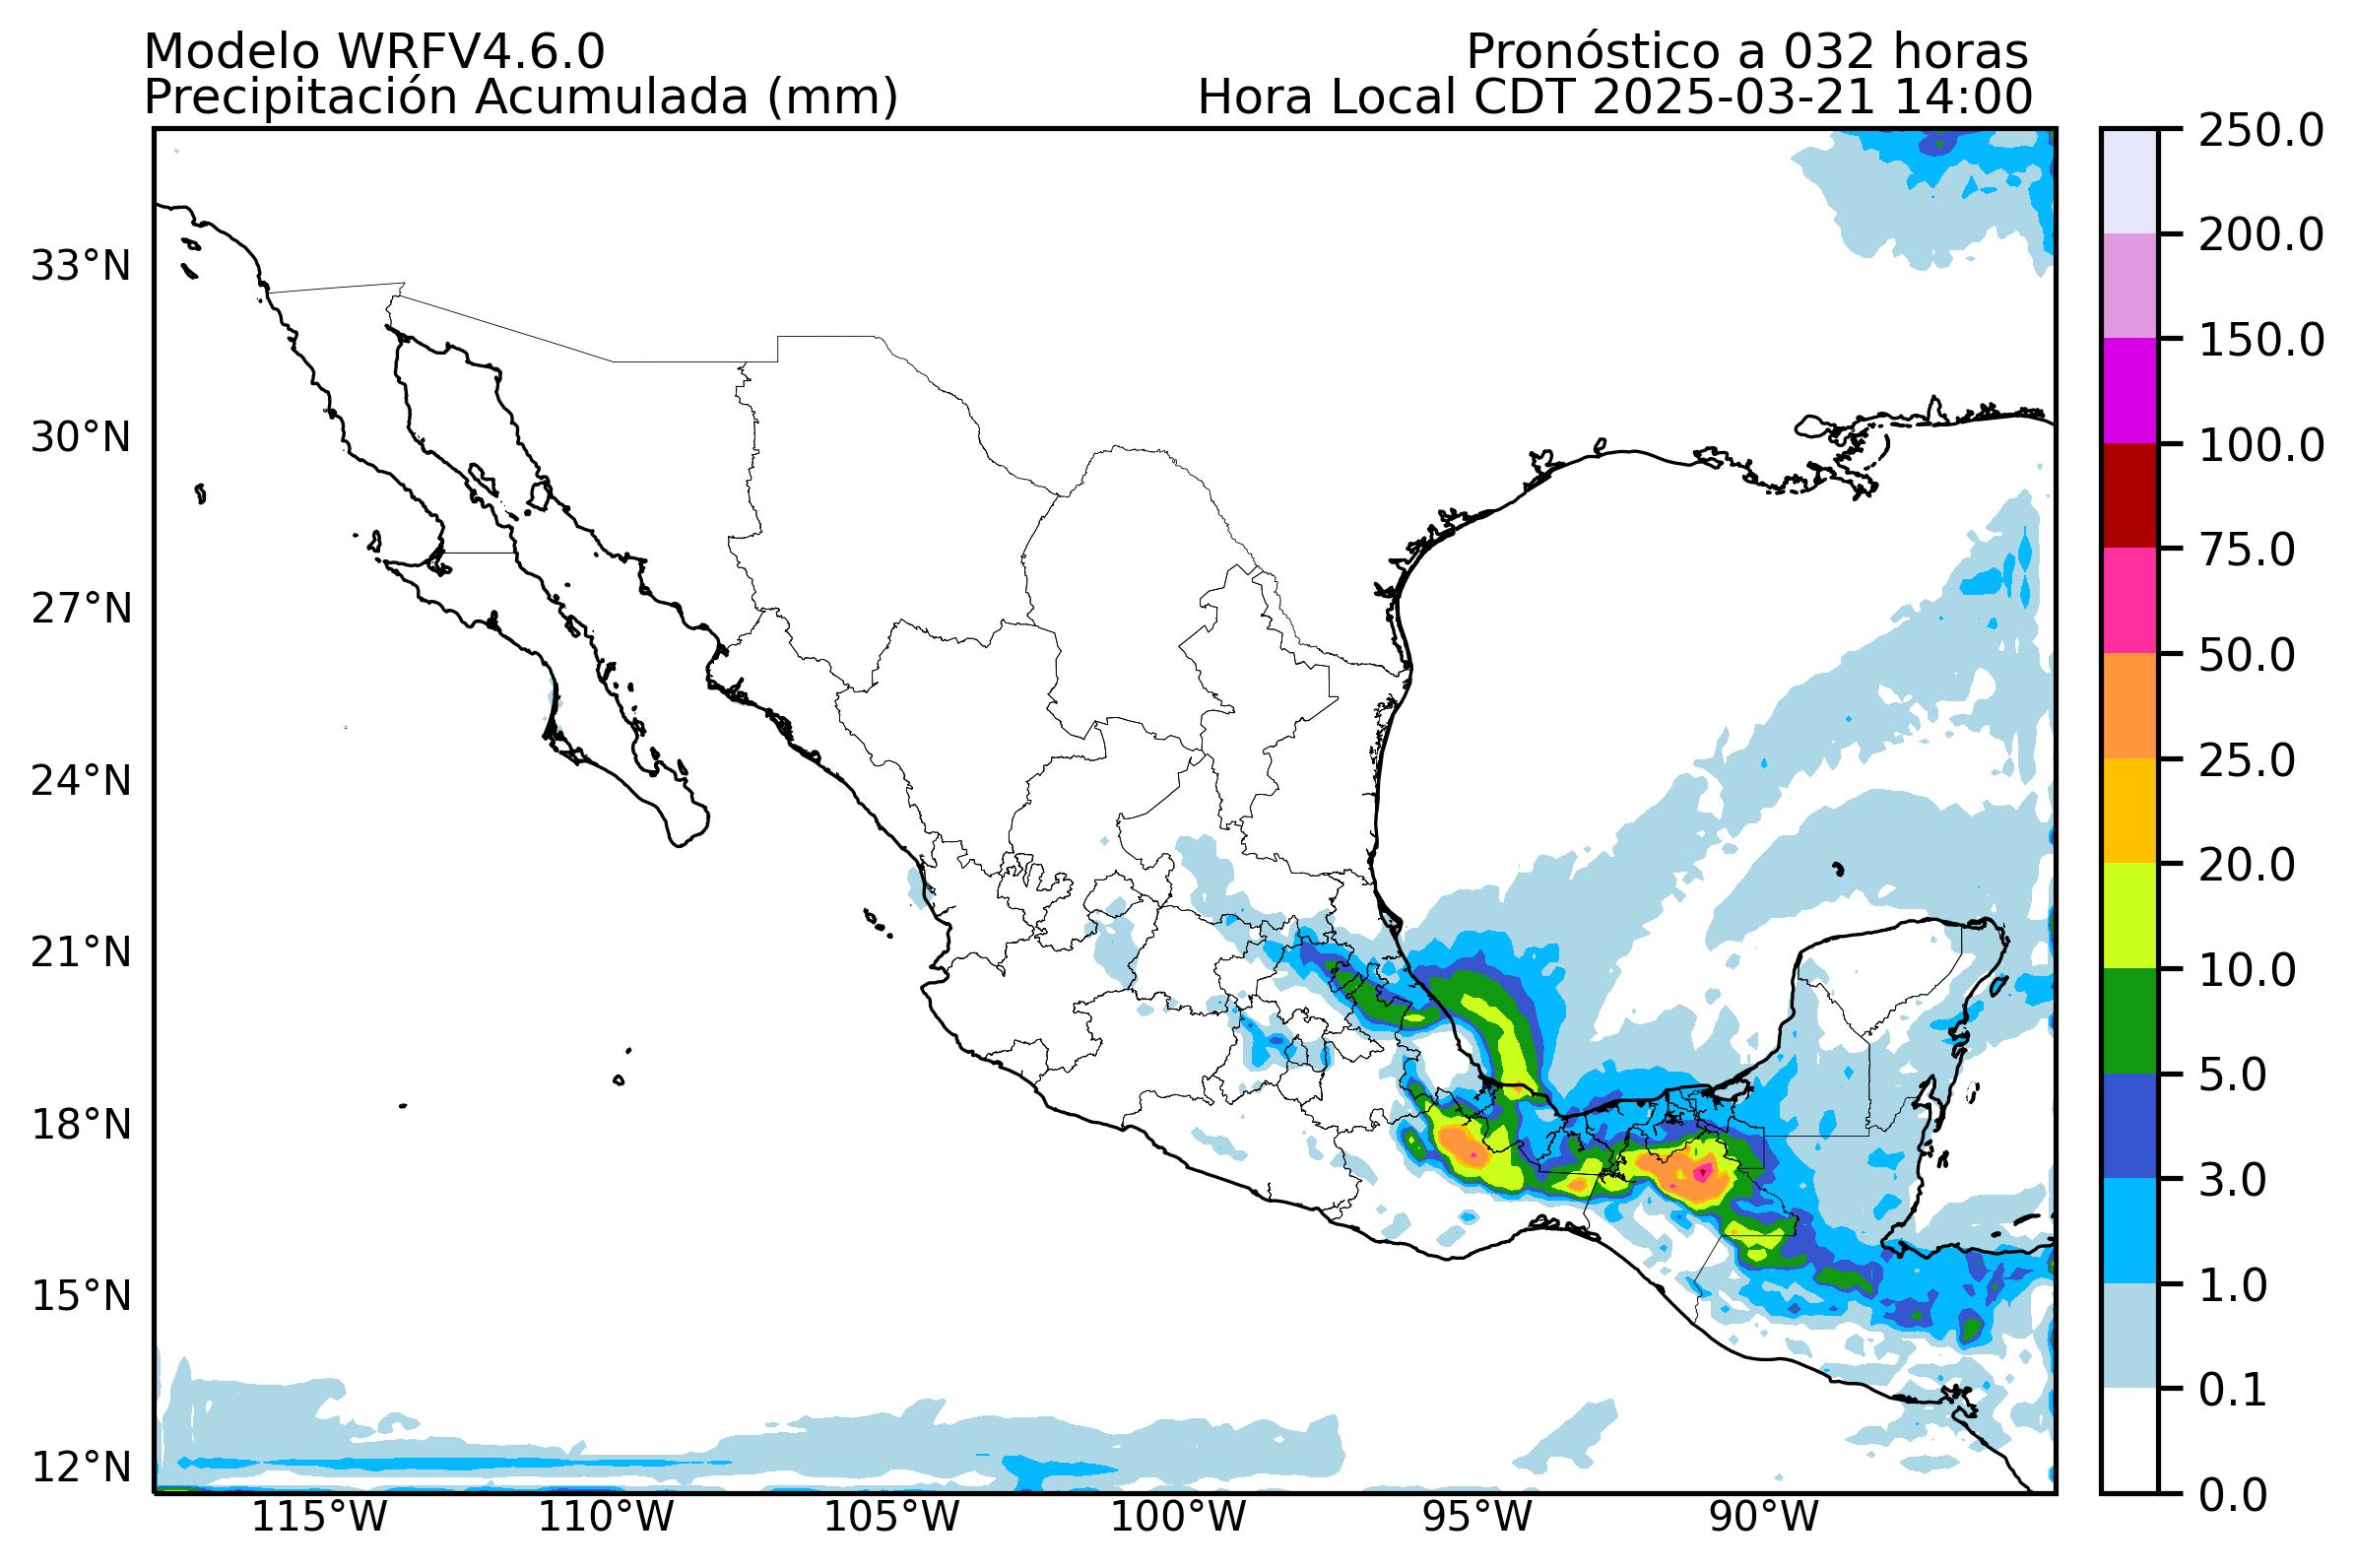 Modelo WRFV4.6.0
Pronóstico a 032 horas
Precipitación Acumulada (mm)
Hora Local CDT 2025-03-21 14:00
33°N
30°N
27°N
24°N
21°N
18°N
15°N
12°N
115°W
110°W
105°W
100°W
95°W
90°W
250.0
200.0
150.0
100.0
75.0
50.0
25.0
20.0
10.0
5.0
3.0
1.0
0.1
0.0